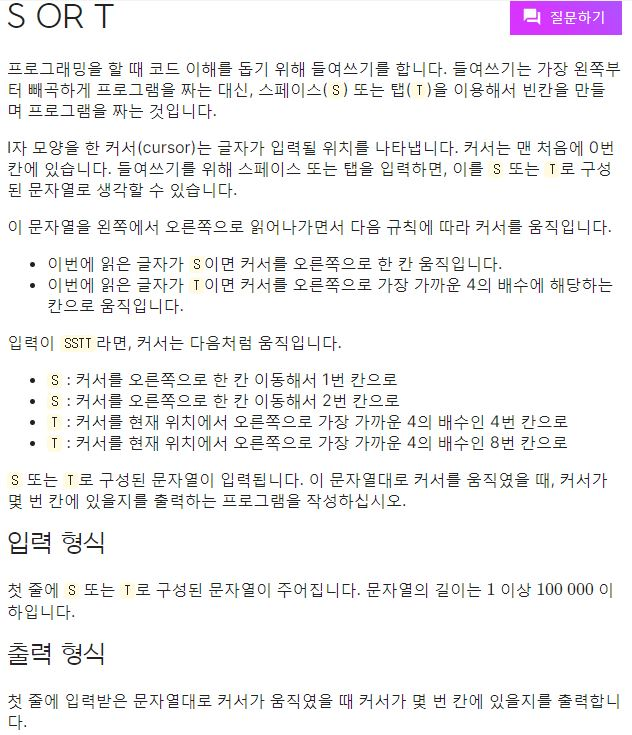 S OR T
질문하기
프로그래밍을 할 때 코드 이해를 돕기 위해 들여쓰기를 합니다. 들여쓰기는 가장 왼쪽부
터 빼곡하게 프로그램을 짜는 대신, 스페이스(S) 또는 탭(T)을 이용해서 빈칸을 만들
며 프로그램을 짜는 것입니다.
I자 모양을 한 커서(cursor)는 글자가 입력될 위치를 나타냅니다. 커서는 맨 처음에 0번
칸에 있습니다. 들여쓰기를 위해 스페이스 또는 탭을 입력하면, 이를 S 또는 T로 구성
된 문자열로 생각할 수 있습니다.
이 문자열을 왼쪽에서 오른쪽으로 읽어나가면서 다음 규칙에 따라 커서를 움직입니다.
• 이번에 읽은 글자가 S이면 커서를 오른쪽으로 한 칸 움직입니다.
• 이번에 읽은 글자가 T이면 커서를 오른쪽으로 가장 가까운 4의 배수에 해당하는
칸으로 움직입니다.
입력이 SSTT라면, 커서는 다음처럼 움직입니다.
• S : 커서를 오른쪽으로 한 칸 이동해서 1번 칸으로
• S : 커서를 오른쪽으로 한 칸 이동해서 2번 칸으로
• T : 커서를 현재 위치에서 오른쪽으로 가장 가까운 4의 배수인 4번 칸으로
• T : 커서를 현재 위치에서 오른쪽으로 가장 가까운 4의 배수인 8번 칸으로
S 또는 T로 구성된 문자열이 입력됩니다. 이 문자열대로 커서를 움직였을 때, 커서가
몇 번 칸에 있을지를 출력하는 프로그램을 작성하십시오.
입력 형식
첫 줄에 S 또는 T로 구성된 문자열이 주어집니다. 문자열의 길이는 1 이상 100 000 이
하입니다.
출력 형식
첫 줄에 입력받은 문자열대로 커서가 움직였을 때 커서가 몇 번 칸에 있을지를 출력합니
다.